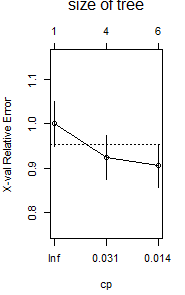 size of tree
1 4 6
X-val Relative Error
1.1
1.0
0.9
0.8
Inf 0.031 0.014
cp